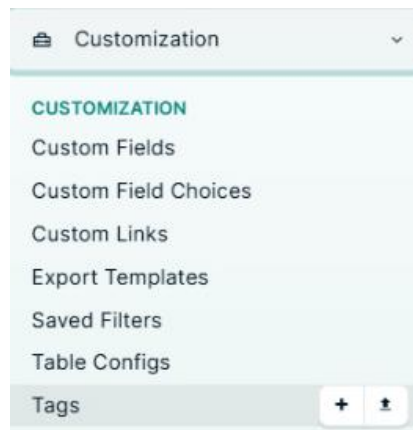 Customization
CUSTOMIZATION
Custom Fields
Custom Field Choices
Custom Links
Export Templates
Saved Filters
Table Configs
Tags